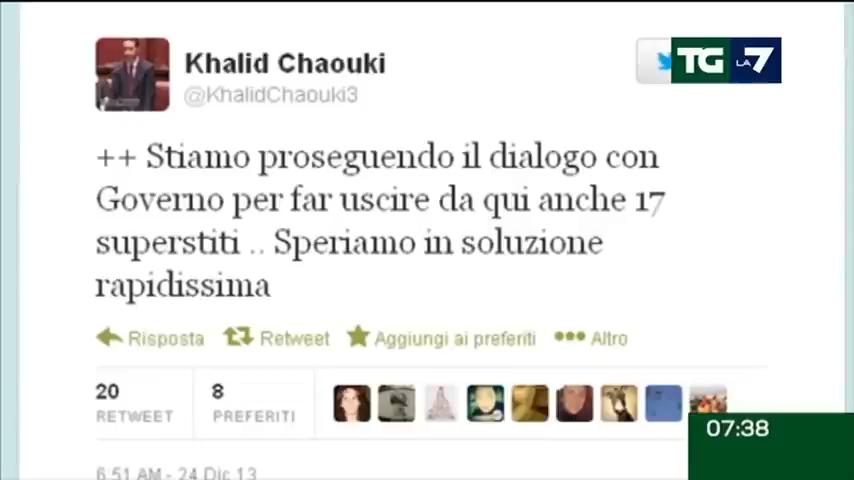 Khalid Chaouki
@KhalidChaouki3
TG LA 7
++ Stiamo proseguendo il dialogo con
Governo per far uscire da qui anche 17
superstiti .. Speriamo in soluzione
rapidissima
Risposta Retweet Aggiungi ai preferiti Altro
20 8
RETWEET PREFERITI
07:38
6:51 AM - 24 Dic 13